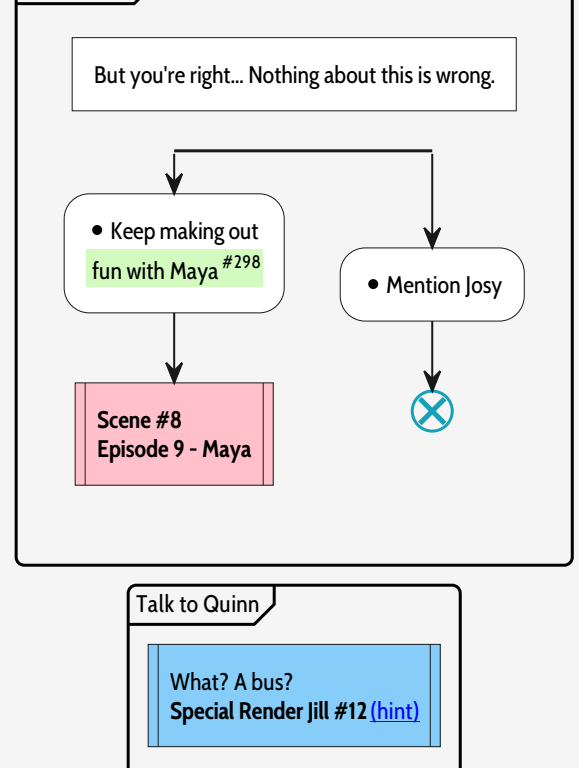 But you're right... Nothing about this is wrong.
• Keep making out
fun with Maya #298
• Mention Josy
Scene #8
Episode 9 - Maya
Talk to Quinn
What? A bus?
Special Render Jill #12 (hint)